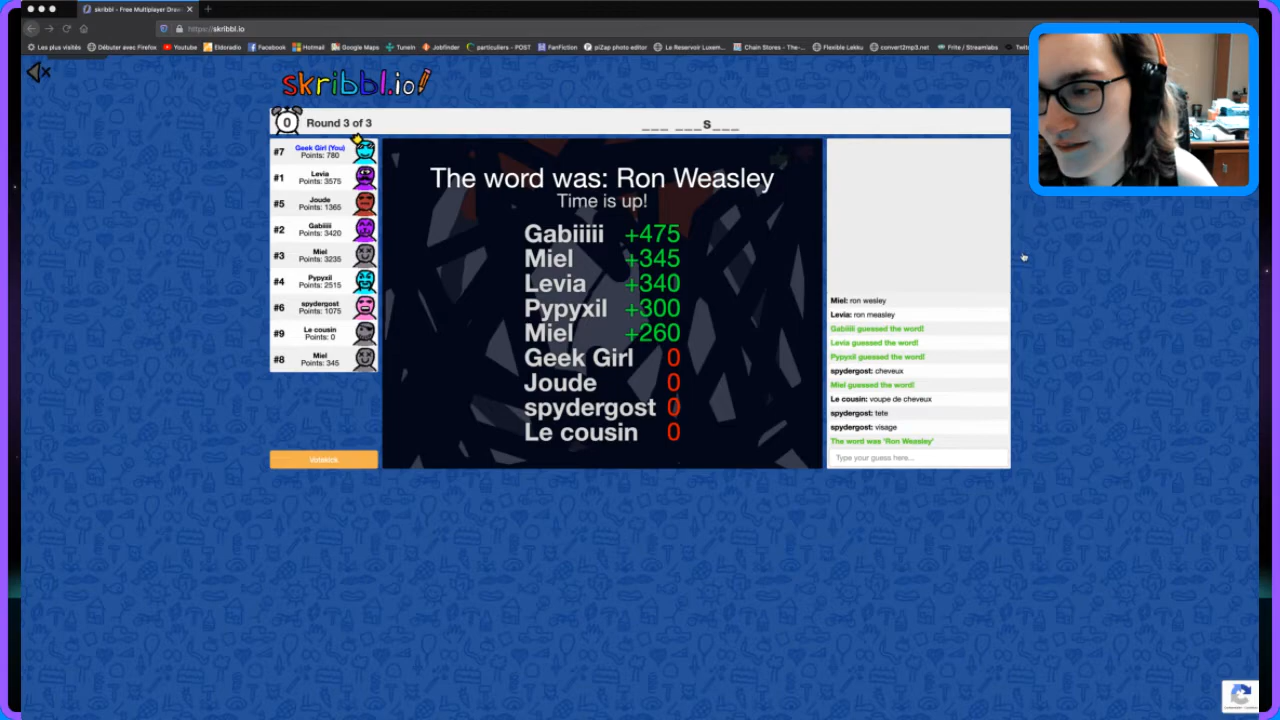 skribbl - Free Multiplayer Draw
https://skribbl.io
Les plus visités
Débuter avec Firefox
Youtube
Eldoradio
Facebook
Hotmail
Google Maps
TuneIn
Jobfinder
particuliers - POST
FanFiction
piZap photo editor
Le Reservoir Luxem...
Chain Stores - The-...
Flexible Lekku
convert2mp3.net
Frite / Streamlabs
Twit
skribbl.io
0
Round 3 of 3
_ _ _ _ _ _ s _ _ _
#7 Geek Girl (You)
Points: 780
#1 Levia
Points: 3575
#5 Joude
Points: 1365
#2 Gabiiiii
Points: 3420
#3 Miel
Points: 3235
#4 Pypyxil
Points: 2515
#6 spydergost
Points: 1075
#9 Le cousin
Points: 0
#8 Miel
Points: 345
Votekick
The word was: Ron Weasley
Time is up!
Gabiiiii +475
Miel +345
Levia +340
Pypyxil +300
Miel +260
Geek Girl 0
Joude 0
spydergost 0
Le cousin 0
Miel: ron wesley
Levia: ron measley
Gabiiiii guessed the word!
Levia guessed the word!
Pypyxil guessed the word!
spydergost: cheveux
Miel guessed the word!
Le cousin: voupe de cheveux
spydergost: tete
spydergost: visage
The word was 'Ron Weasley'
Type your guess here...